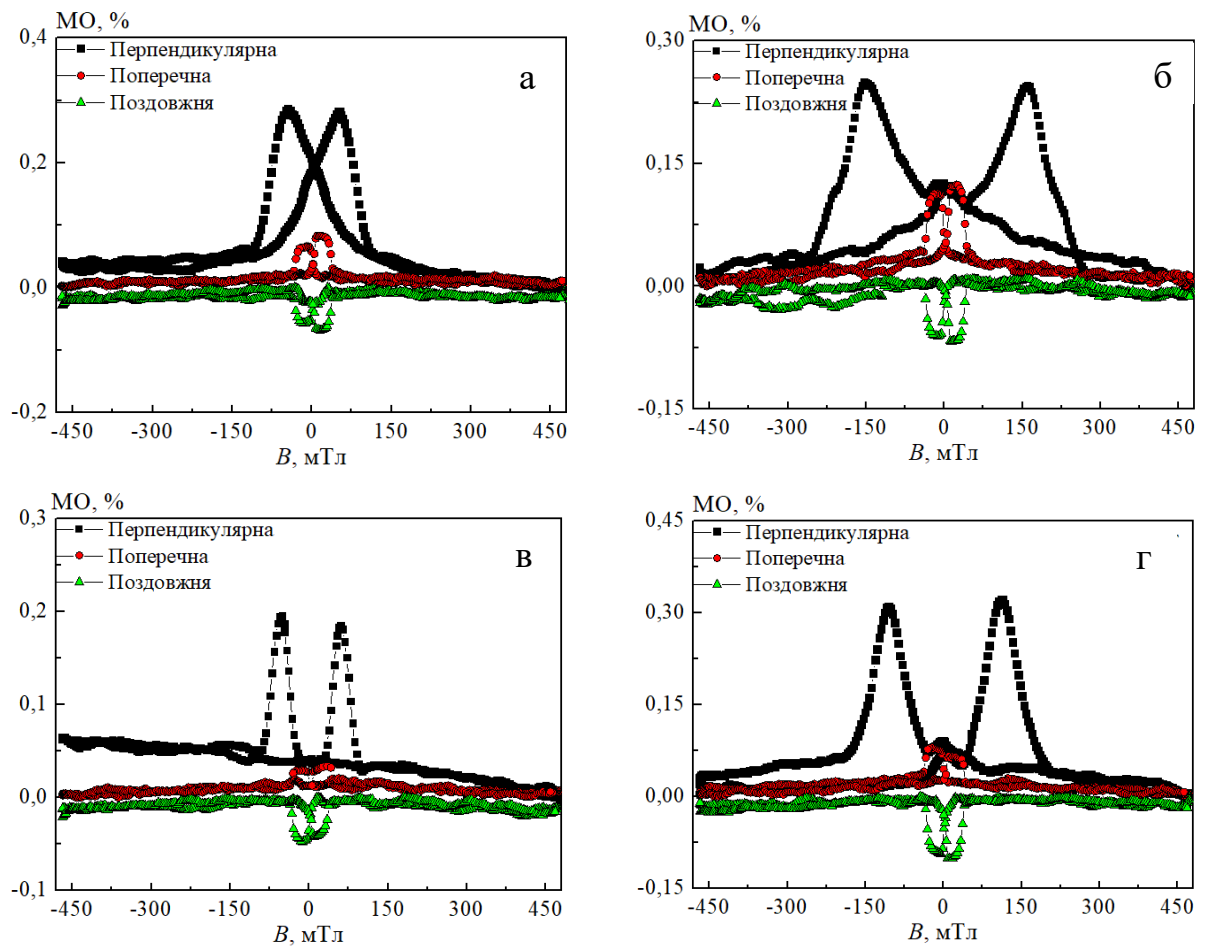 МО, %
0,4
Перпендикулярна
Поперечна
Поздовжня
а
0,2
0,0
-0,2
-450 -300 -150 0 150 300 450
B, мТл
МО, %
0,30
Перпендикулярна
Поперечна
Поздовжня
б
0,15
0,00
-0,15
-450 -300 -150 0 150 300 450
B, мТл
МО, %
0,3
Перпендикулярна
Поперечна
Поздовжня
в
0,2
0,1
0,0
-0,1
-450 -300 -150 0 150 300 450
B, мТл
МО, %
0,45
Перпендикулярна
Поперечна
Поздовжня
г
0,30
0,15
0,00
-0,15
-450 -300 -150 0 150 300 450
B, мТл